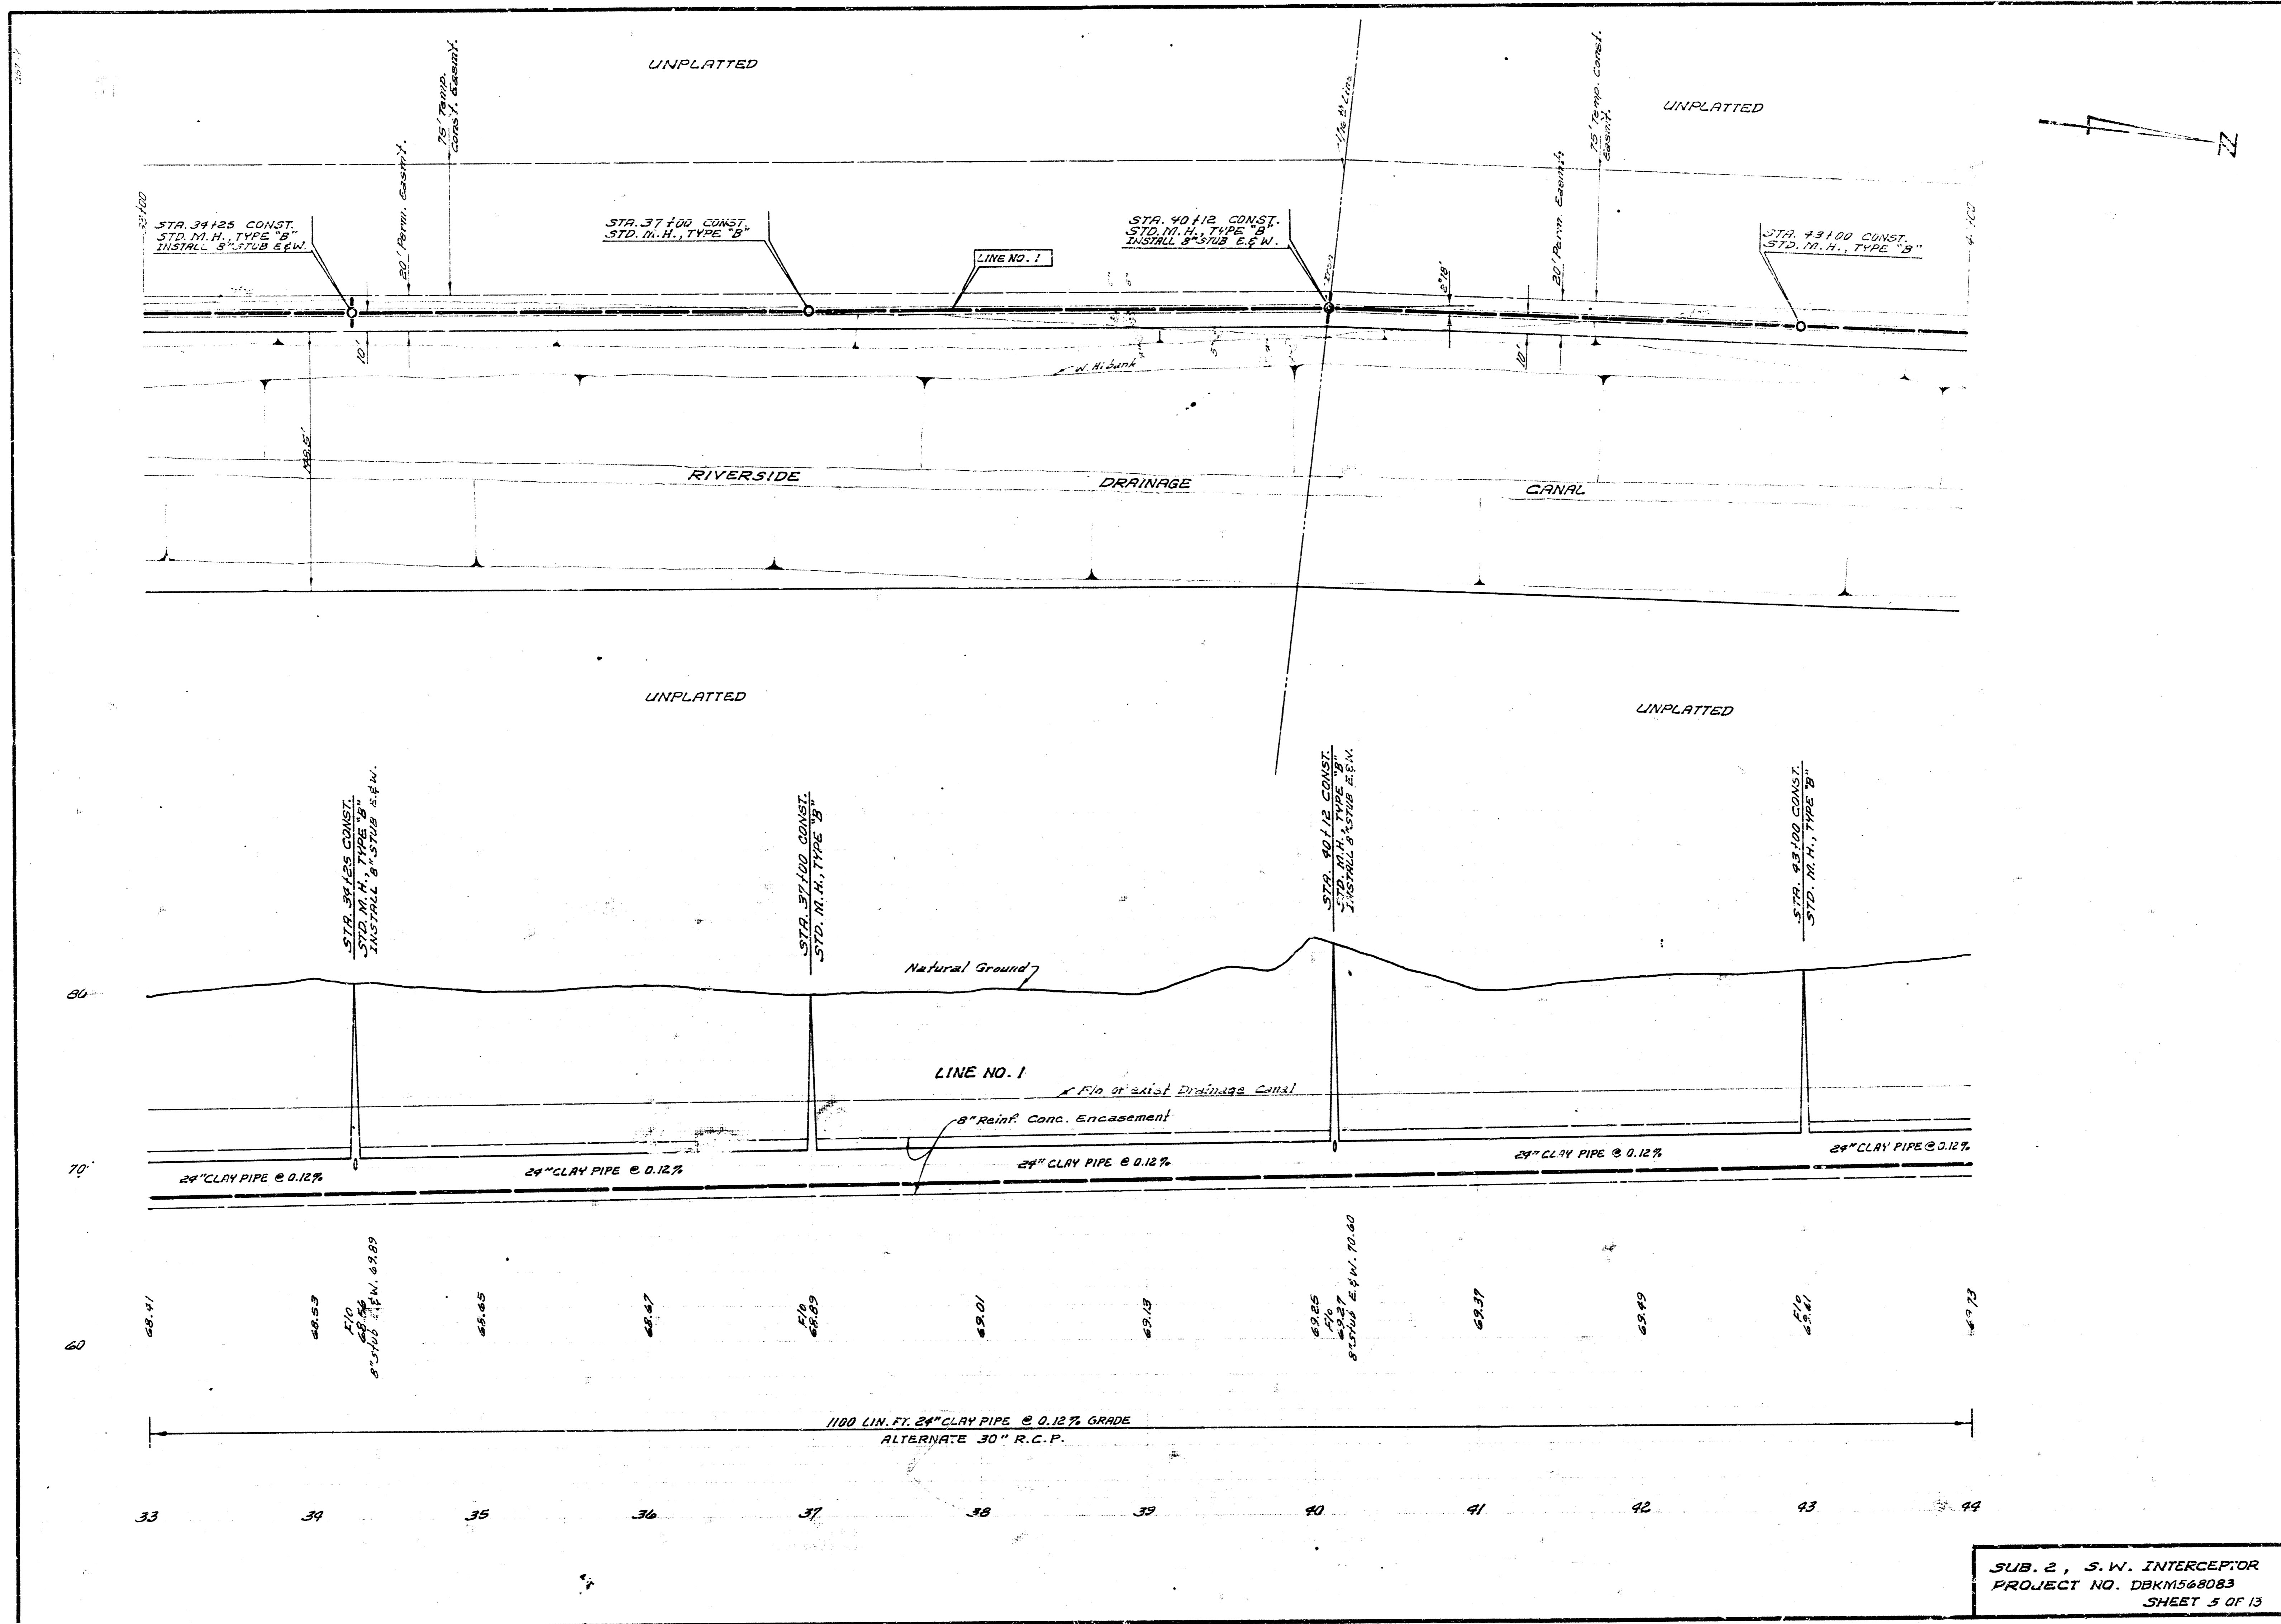 UNPLATTED
75' Temp.
Const. Easmt.
20' Perm. Easmt.
1/16 th Line
75' Temp. Const.
Easmt.
UNPLATTED
N
33+00
STA. 34+25 CONST.
STD. M.H., TYPE "B"
INSTALL 8" STUB E.&W.
STA. 37+00 CONST.
STD. M.H., TYPE "B"
LINE NO. 1
STA. 40+12 CONST.
STD. M.H., TYPE "B"
INSTALL 8" STUB E.&W.
20' Perm. Easmt.
STA. 43+00 CONST.
STD. M.H., TYPE "B"
2°18'
10'
10'
W. Hi bank
RIVERSIDE DRAINAGE CANAL
UNPLATTED
UNPLATTED
STA. 34+25 CONST.
STD. M.H., TYPE "B"
INSTALL 8" STUB E.&W.
STA. 37+00 CONST.
STD. M.H., TYPE "B"
STA. 40+12 CONST.
STD. M.H., TYPE "B"
INSTALL 8" STUB E.&W.
STA. 43+00 CONST.
STD. M.H., TYPE "B"
80
Natural Ground
LINE NO. 1
F/o of exist Drainage Canal
8" Reinf. Conc. Encasement
70
24" CLAY PIPE @ 0.12%
24" CLAY PIPE @ 0.12%
24" CLAY PIPE @ 0.12%
24" CLAY PIPE @ 0.12%
24" CLAY PIPE @ 0.12%
60
68.41
68.53
F/o
68.56
8" stub E.&W. 69.89
68.65
68.67
F/o
68.89
69.01
69.13
69.25
F/o
69.27
8" stub E.&W. 70.60
69.37
69.49
F/o
69.61
69.73
1100 LIN. FT. 24" CLAY PIPE @ 0.12% GRADE
ALTERNATE 30" R.C.P.
33 34 35 36 37 38 39 40 41 42 43 44
SUB. 2, S.W. INTERCEPTOR
PROJECT NO. DBKM568083
SHEET 5 OF 13